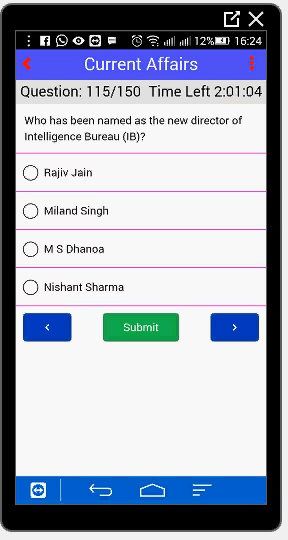 12% 16:24
Current Affairs
Question: 115/150 Time Left 2:01:04
Who has been named as the new director of
Intelligence Bureau (IB)?
Rajiv Jain
Miland Singh
M S Dhanoa
Nishant Sharma
< Submit >